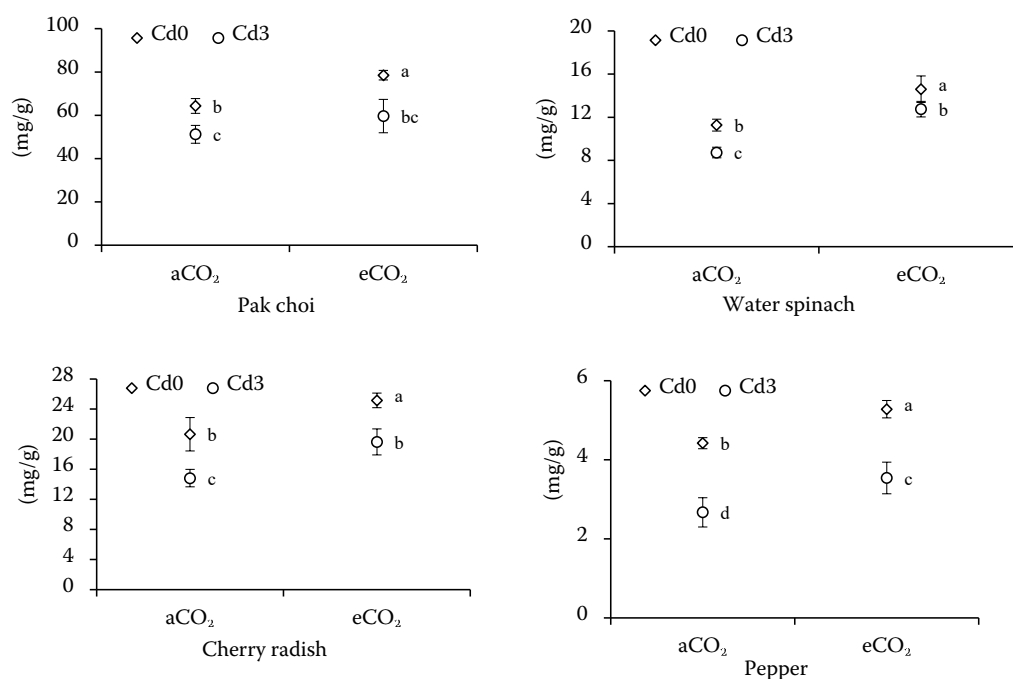 100
80
60
40
20
0
(mg/g)
Cd0 Cd3
b
c
a
bc
aCO₂ eCO₂
Pak choi
20
16
12
8
4
0
(mg/g)
Cd0 Cd3
b
c
a
b
aCO₂ eCO₂
Water spinach
28
24
20
16
12
8
4
0
(mg/g)
Cd0 Cd3
b
c
a
b
aCO₂ eCO₂
Cherry radish
6
4
2
0
(mg/g)
Cd0 Cd3
b
d
a
c
aCO₂ eCO₂
Pepper